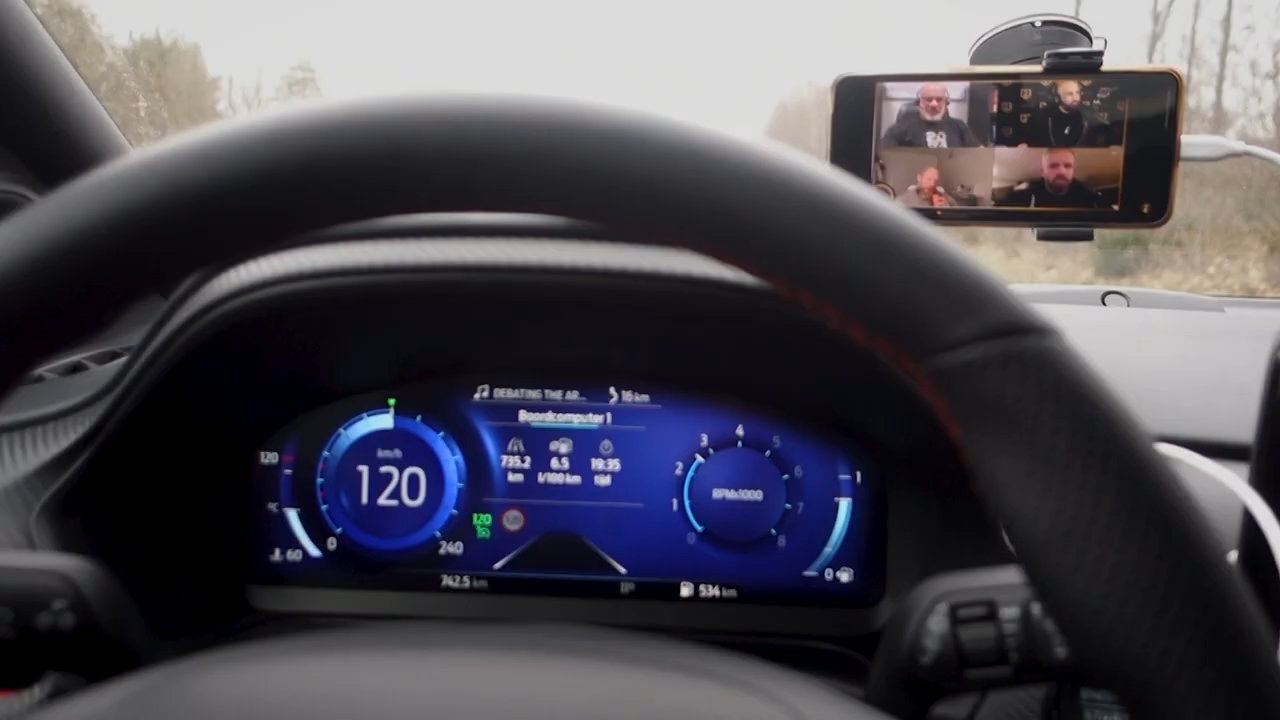 DEBATING THE AR...
16 km
Boordcomputer 1
735.2 6.5 19:35
km l/100 km tijd
120
°C
60
km/h
120
0 240
120
0 1 2 3 4 5 6 7 8
RPMx1000
1
0
742.5 km
534 km